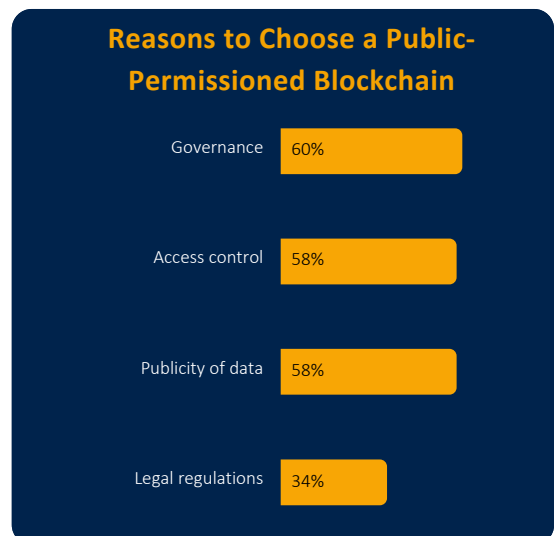 Reasons to Choose a Public-
Permissioned Blockchain
Governance 60%
Access control 58%
Publicity of data 58%
Legal regulations 34%